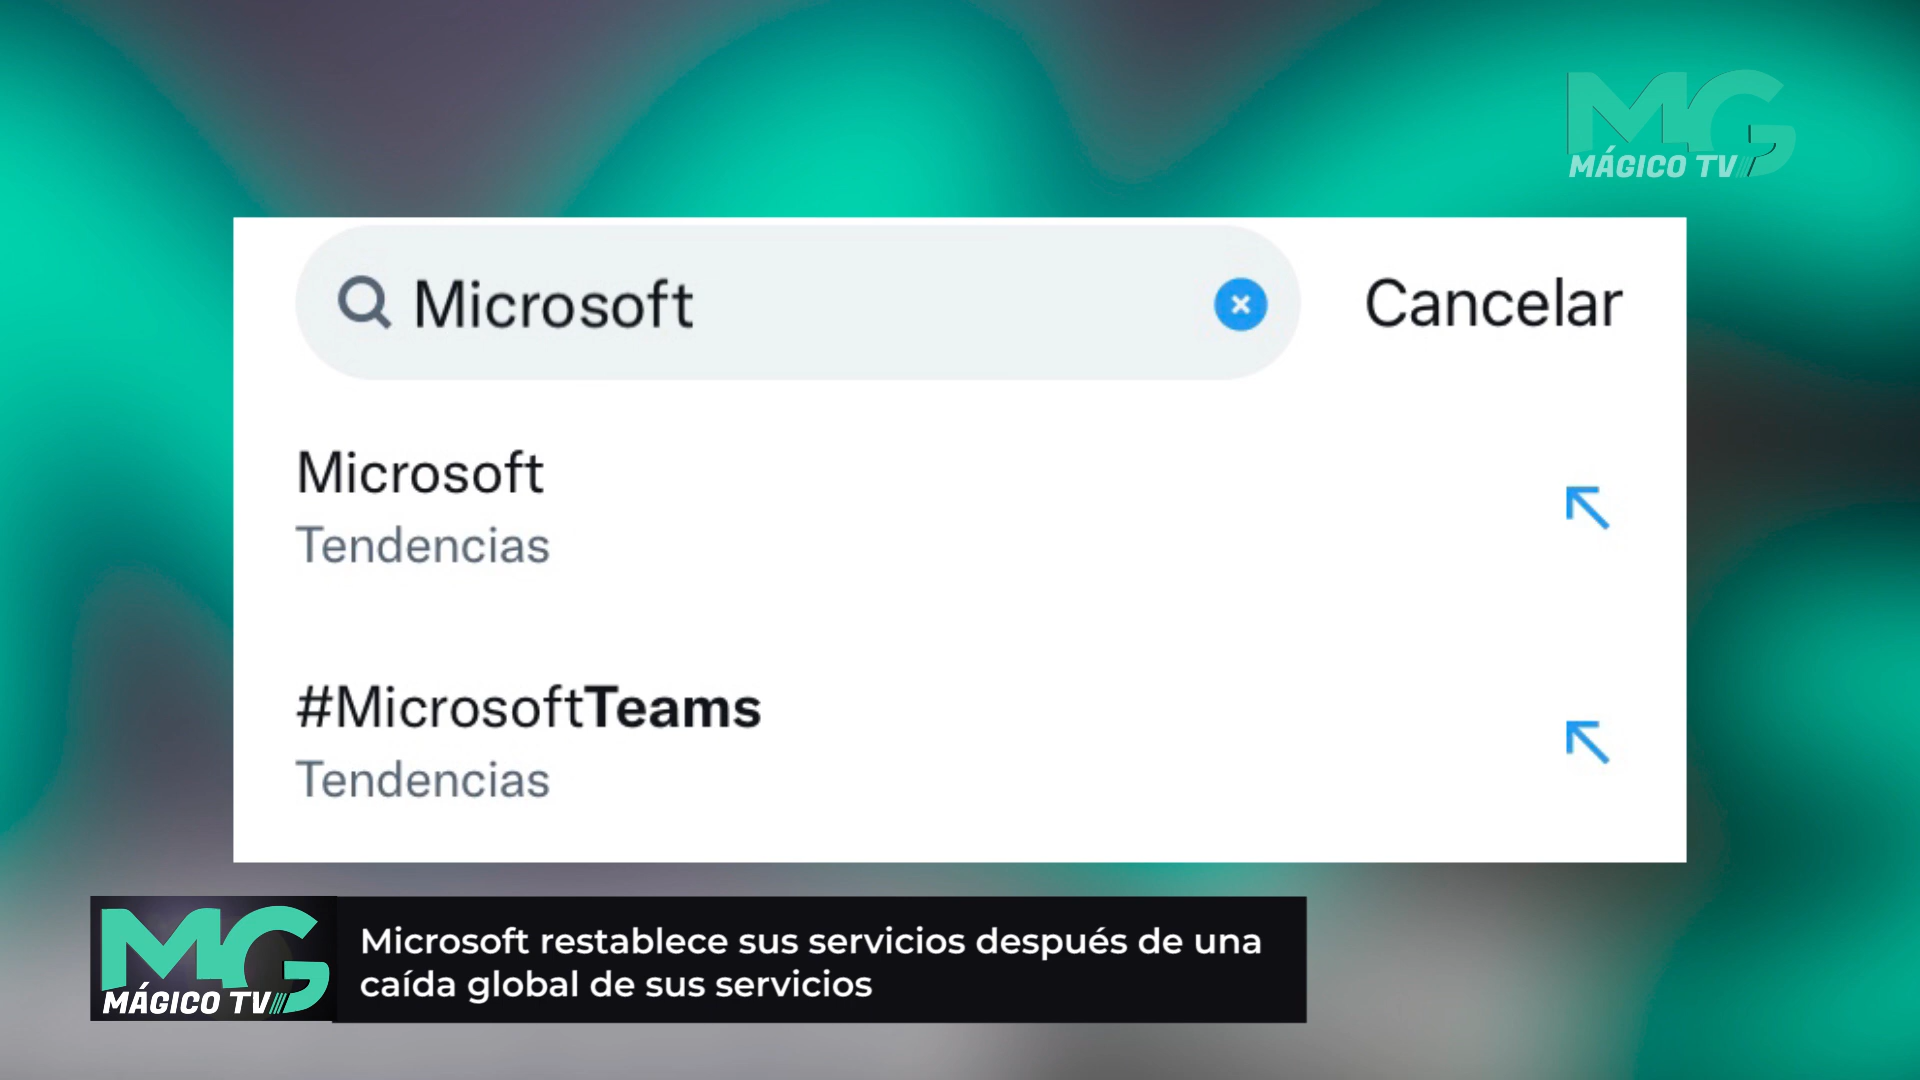 MG
MÁGICO TV
Microsoft
Cancelar
Microsoft
Tendencias
#MicrosoftTeams
Tendencias
MG
MÁGICO TV
Microsoft restablece sus servicios después de una
caída global de sus servicios